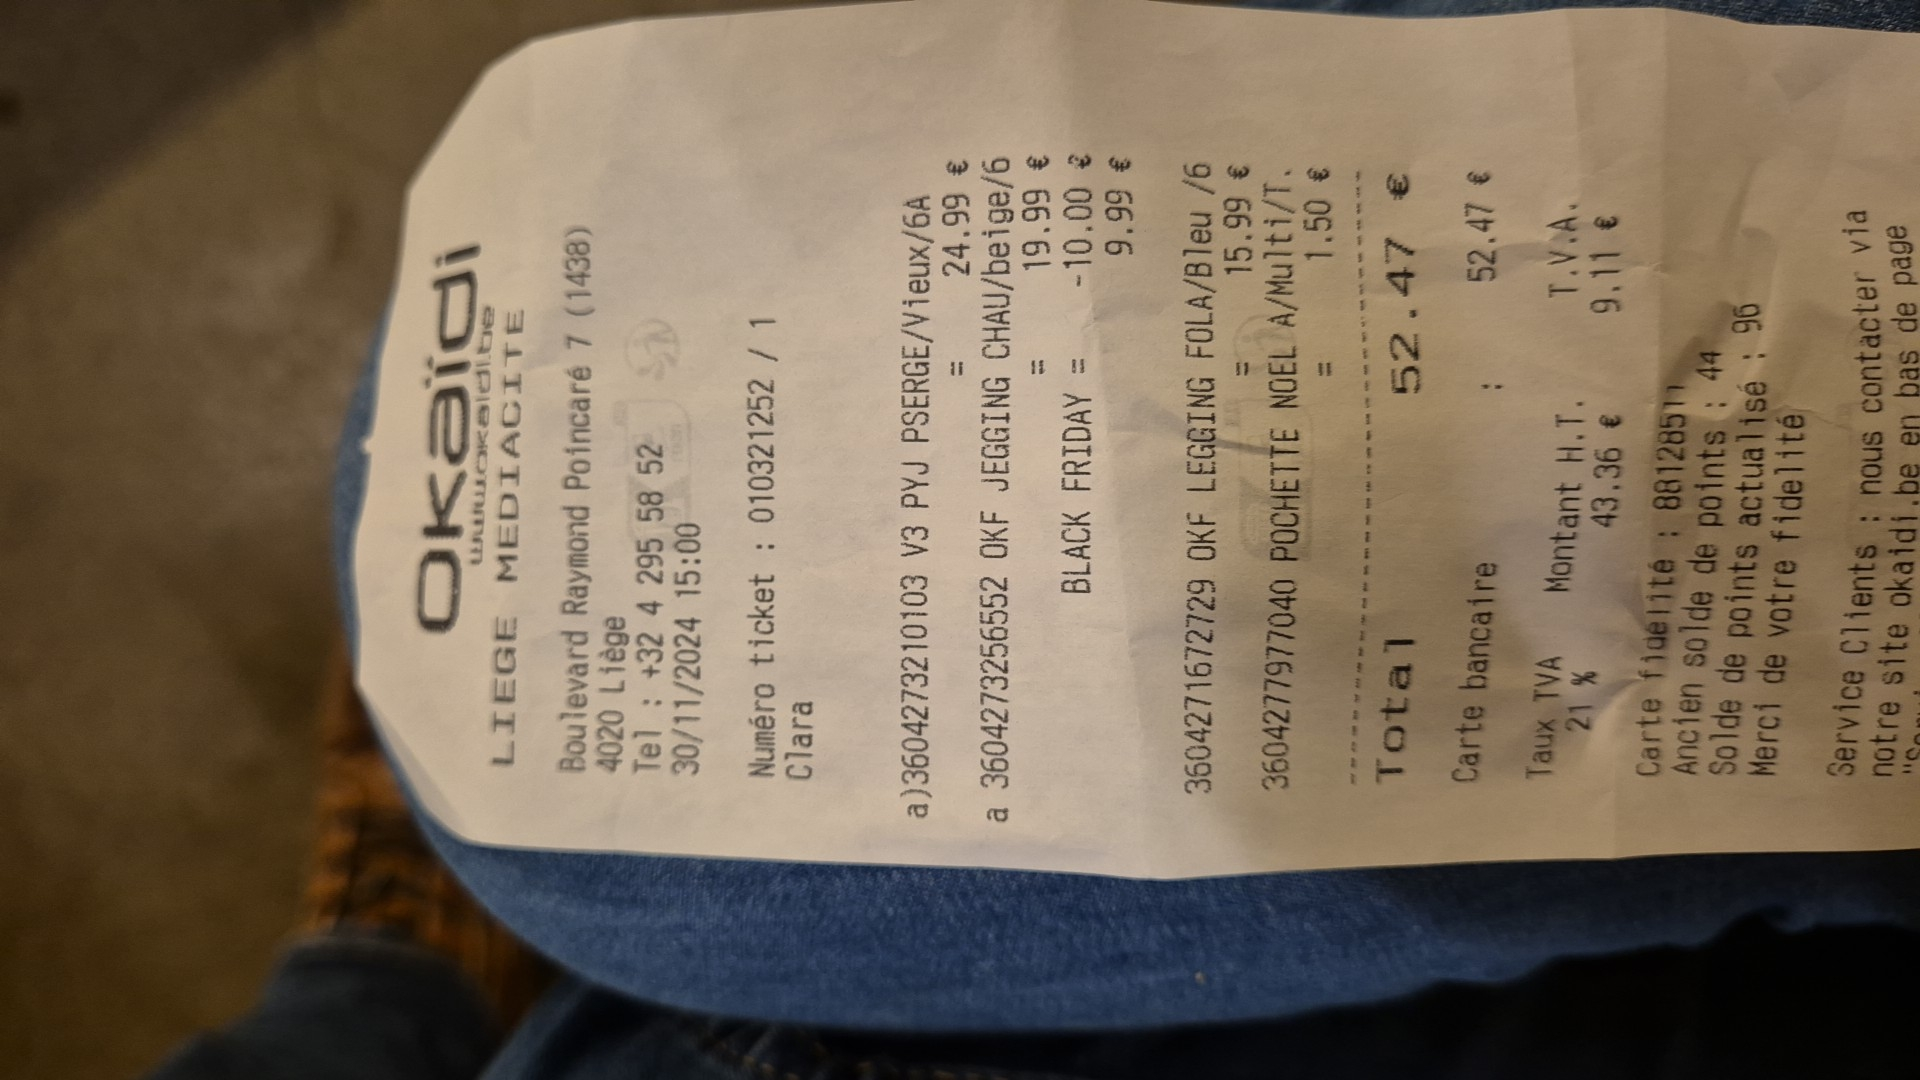 Okaïdi
www.okaidi.be
LIEGE MEDIACITE
Boulevard Raymond Poincaré 7 (1438)
4020 Liège
Tel : +32 4 295 58 52
30/11/2024 15:00
Numéro ticket : 010321252 / 1
Clara
a)3604273210103 V3 PYJ PSERGE/Vieux/6A
= 24.99 €
a 3604273256552 OKF JEGGING CHAU/beige/6
= 19.99 €
BLACK FRIDAY = -10.00 €
9.99 €
3604271672729 OKF LEGGING FOLA/Bleu /6
= 15.99 €
3604277977040 POCHETTE NOEL A/Multi/T.
= 1.50 €
Total 52.47 €
Carte bancaire : 52.47 €
Taux TVA Montant H.T. T.V.A.
21 % 43.36 € 9.11 €
Carte fidélité :
Ancien solde de points : 44
Solde de points actualisé : 96
Merci de votre fidelité
Service Clients : nous contacter via
notre site okaidi.be en bas de page